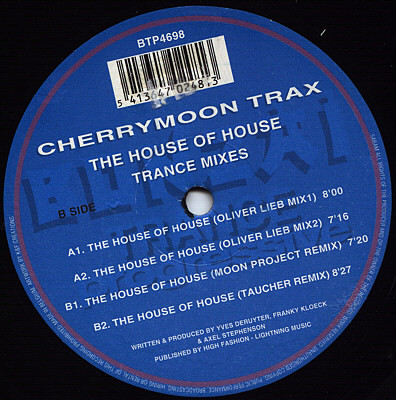 BTP4698
5 413647 02483
CHERRYMOON TRAX
THE HOUSE OF HOUSE
TRANCE MIXES
B SIDE
A1. THE HOUSE OF HOUSE (OLIVER LIEB MIX1) 8'00
A2. THE HOUSE OF HOUSE (OLIVER LIEB MIX2) 7'16
B1. THE HOUSE OF HOUSE (MOON PROJECT REMIX) 7'20
B2. THE HOUSE OF HOUSE (TAUCHER REMIX) 8'27
WRITTEN & PRODUCED BY YVES DERUYTER, FRANKY KLOECK
& AXEL STEPHENSON
PUBLISHED BY HIGH FASHION - LIGHTNING MUSIC